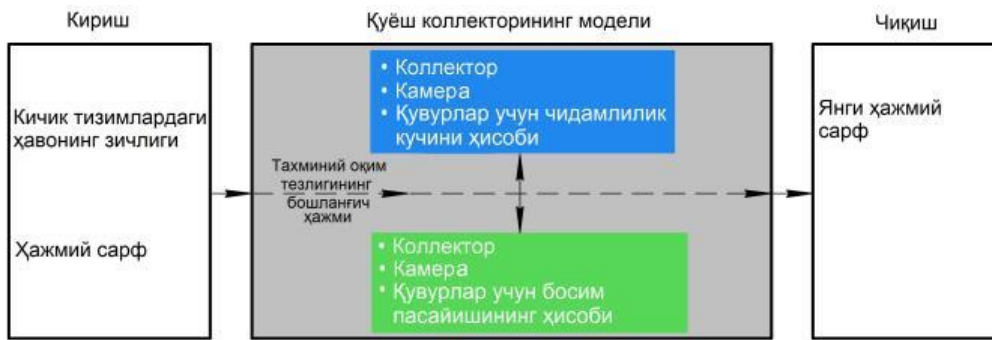 Кириш
Қуёш коллекторининг модели
Чиқиш
Кичик тизимлардаги
ҳавонинг зичлиги
Ҳажмий сарф
• Коллектор
• Камера
• Қувурлар учун чидамлилик
кучини ҳисоби
Тахминий оқим
тезлигининг
бошланғич
ҳажми
• Коллектор
• Камера
• Қувурлар учун босим
пасайишининг ҳисоби
Янги ҳажмий
сарф